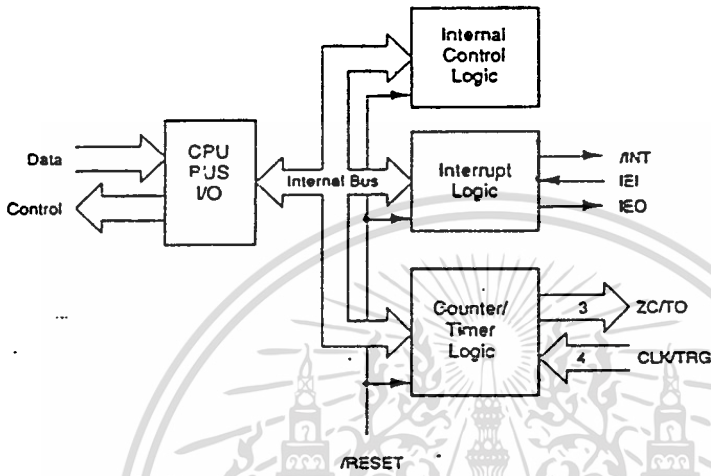 Internal
Control
Logic
Data
Control
CPU
BUS
I/O
Internal Bus
Interrupt
Logic
/INT
IEI
IEO
Counter/
Timer
Logic
3
ZC/TO
4
CLK/TRG
/RESET